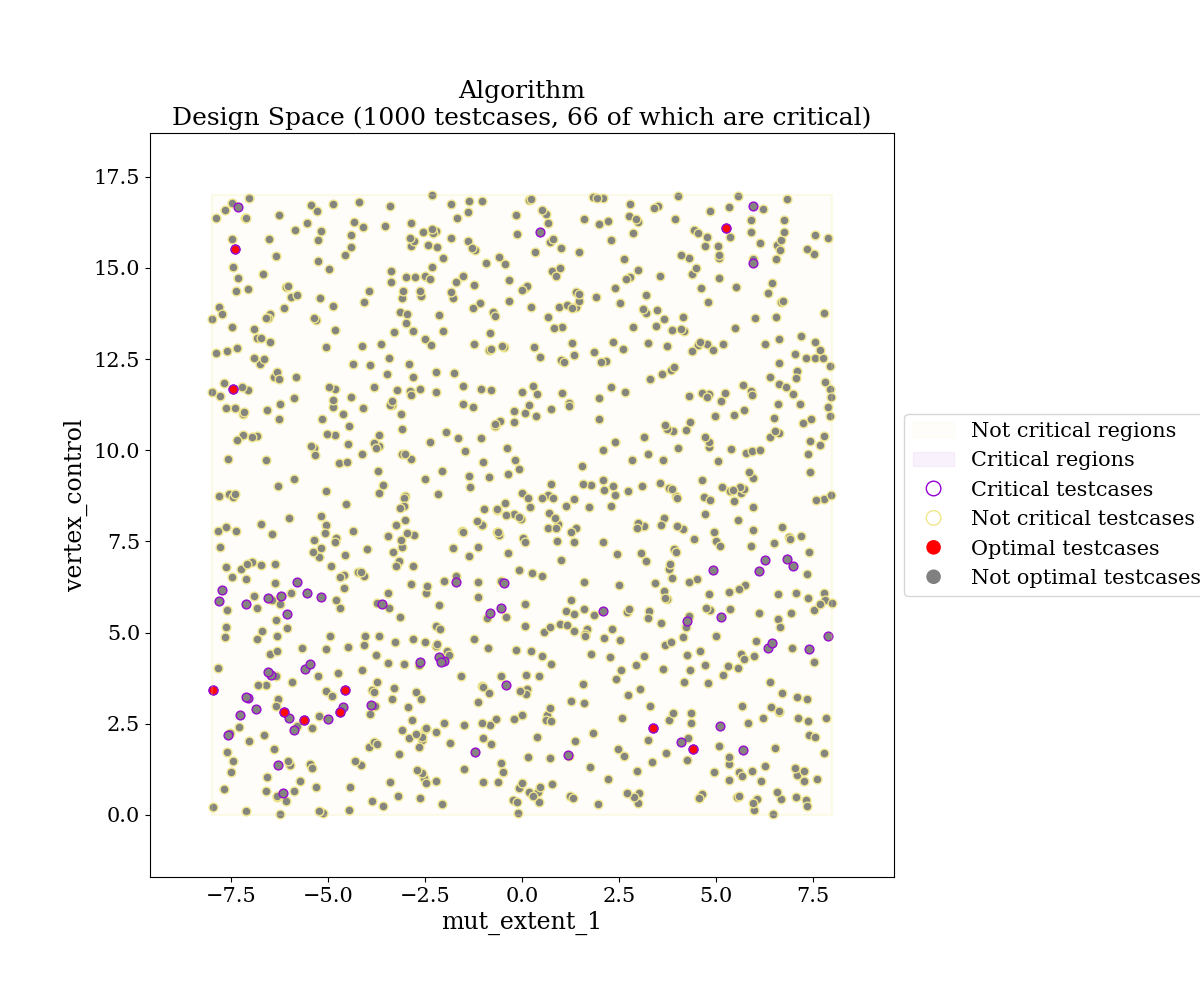 Algorithm
Design Space (1000 testcases, 66 of which are critical)
17.5
15.0
12.5
10.0
7.5
5.0
2.5
0.0
vertex_control
−7.5
−5.0
−2.5
0.0
2.5
5.0
7.5
mut_extent_1
Not critical regions
Critical regions
Critical testcases
Not critical testcases
Optimal testcases
Not optimal testcases